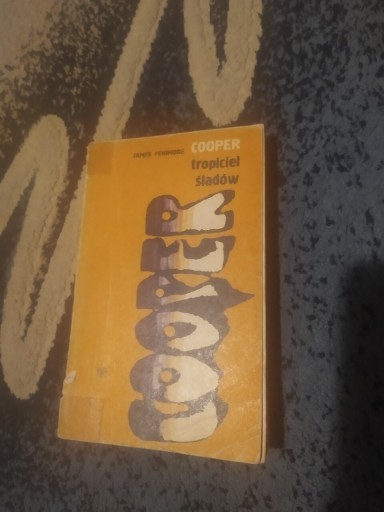 JAMES FENIMORE COOPER
tropiciel
śladów
COOPER